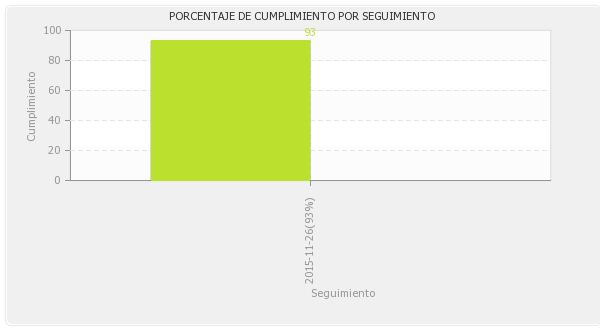 PORCENTAJE DE CUMPLIMIENTO POR SEGUIMIENTO
93
100
80
60
40
20
0
Cumplimiento
2015-11-26(93%)
Seguimiento